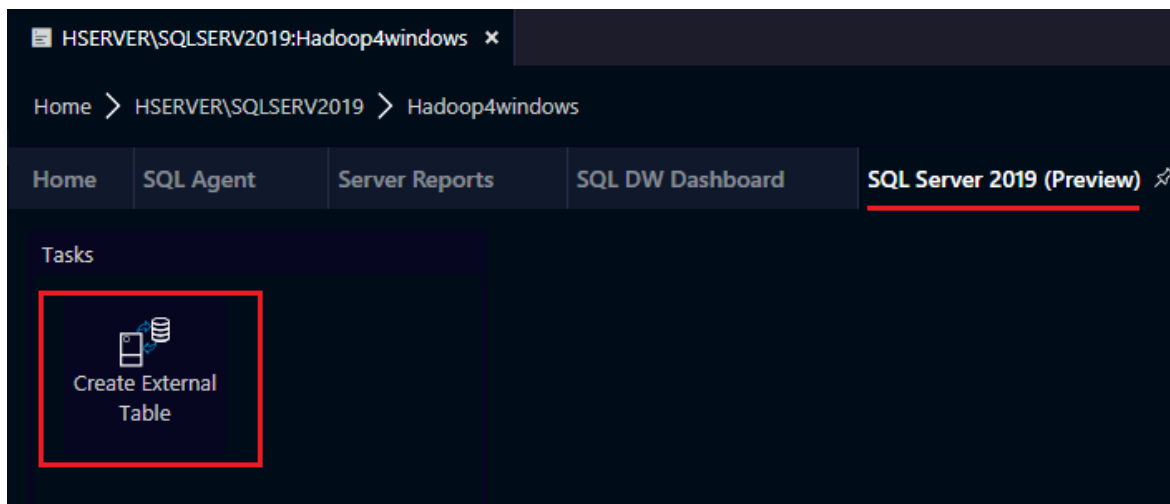 HSERVER\SQLSERV2019:Hadoop4windows
Home > HSERVER\SQLSERV2019 > Hadoop4windows
Home SQL Agent Server Reports SQL DW Dashboard SQL Server 2019 (Preview)
Tasks
Create External
Table